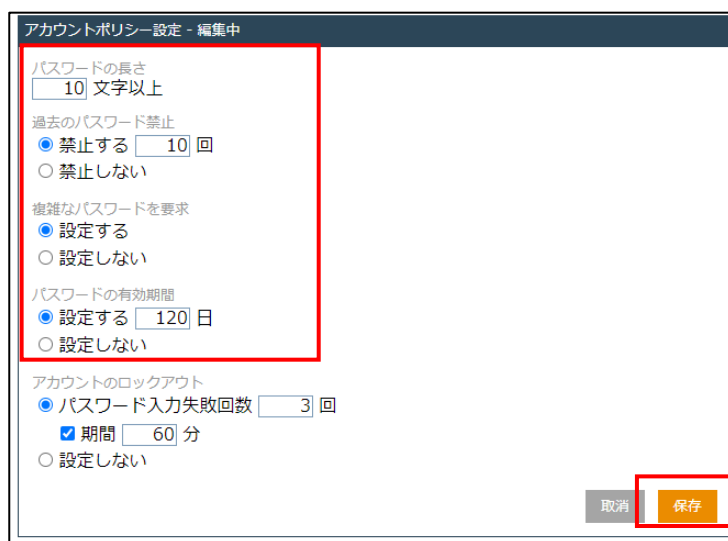 アカウントポリシー設定 - 編集中
パスワードの長さ
10 文字以上
過去のパスワード禁止
禁止する 10 回
禁止しない
複雑なパスワードを要求
設定する
設定しない
パスワードの有効期間
設定する 120 日
設定しない
アカウントのロックアウト
パスワード入力失敗回数 3 回
期間 60 分
設定しない
取消 保存